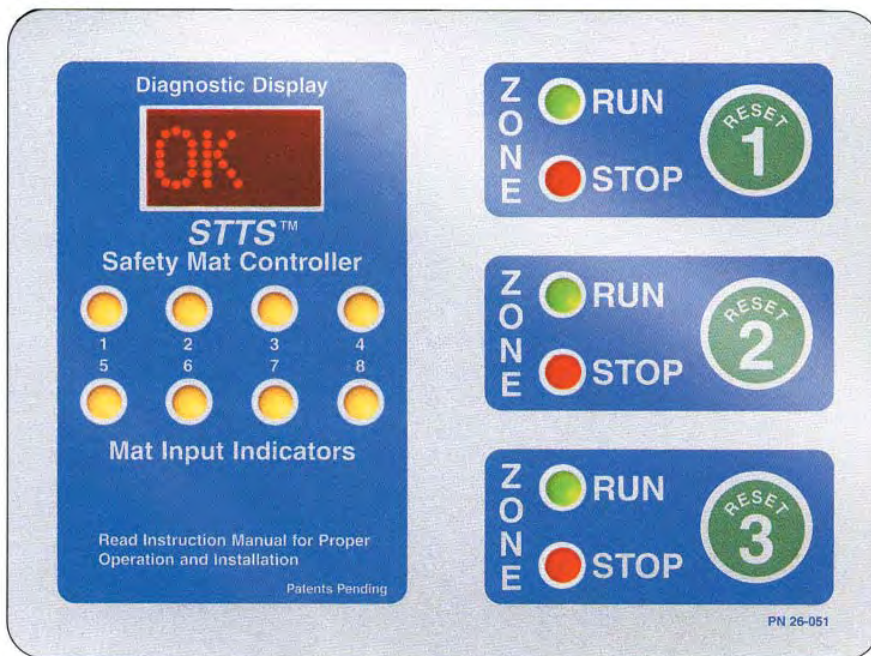 Diagnostic Display
OK
STTS™
Safety Mat Controller
1 2 3 4
5 6 7 8
Mat Input Indicators
Read Instruction Manual for Proper
Operation and Installation
Patents Pending
ZONE
RUN
STOP
RESET
1
ZONE
RUN
STOP
RESET
2
ZONE
RUN
STOP
RESET
3
PN 26-051